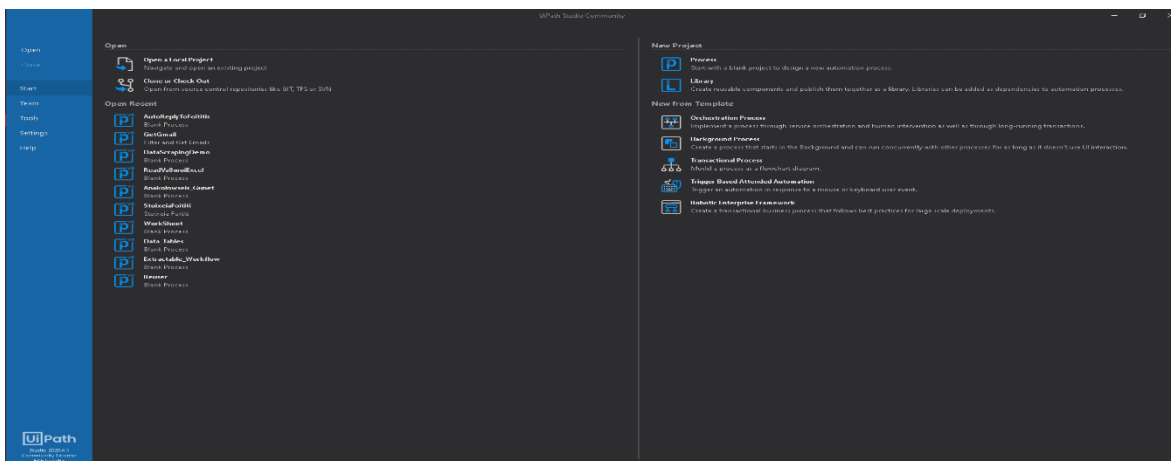 UiPath Studio Community
Open
Close
Start
Team
Tools
Settings
Help
Open
Open a Local Project
Navigate and open an existing project
Clone or Check Out
Open from source control repositories like GIT, TFS or SVN
Open Recent
AutoReplyToFoititis
Blank Process
GetGmail
Filter and Get Emails
DataScrapingDemo
Blank Process
Blank Process
Blank Process
StoixeiaFoititi
Stoixeia Foititi
WorkSheet
Blank Process
Data_Tables
Blank Process
Extractable_Workflow
Blank Process
Blank Process
New Project
Process
Start with a blank project to design a new automation process.
Library
Create reusable components and publish them together as a library. Libraries can be added as dependencies to automation processes.
New from Template
Orchestration Process
Implement a process through service orchestration and human intervention as well as through long-running transactions.
Background Process
Create a process that starts in the Background and can run concurrently with other processes for as long as it doesn't use UI interaction.
Transactional Process
Model a process as a flowchart diagram.
Trigger Based Attended Automation
Trigger an automation in response to a mouse or keyboard user event.
Robotic Enterprise Framework
Create a transactional business process that follows best practices for large-scale deployments.
UiPath
Community License